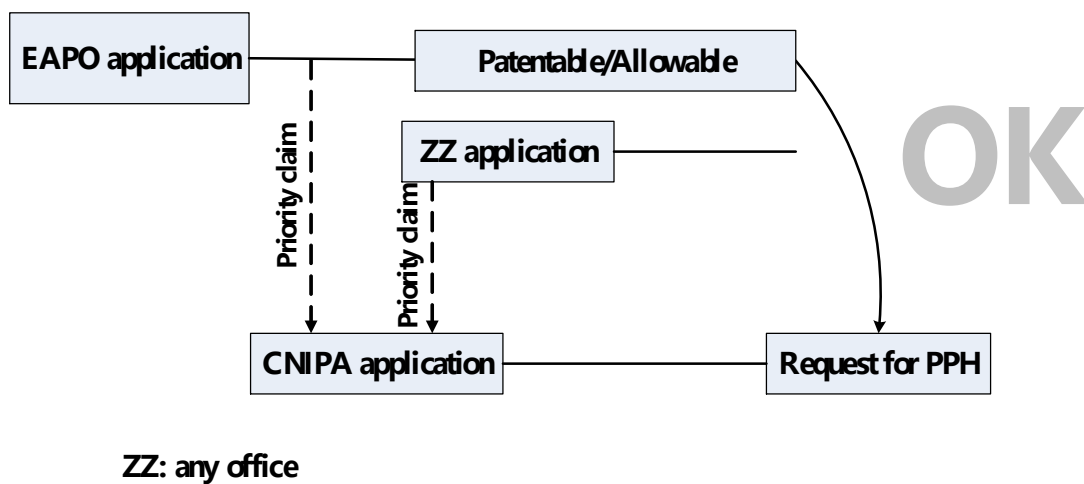 EAPO application
Patentable/Allowable
OK
Priority claim
ZZ application
Priority claim
CNIPA application
Request for PPH
ZZ: any office